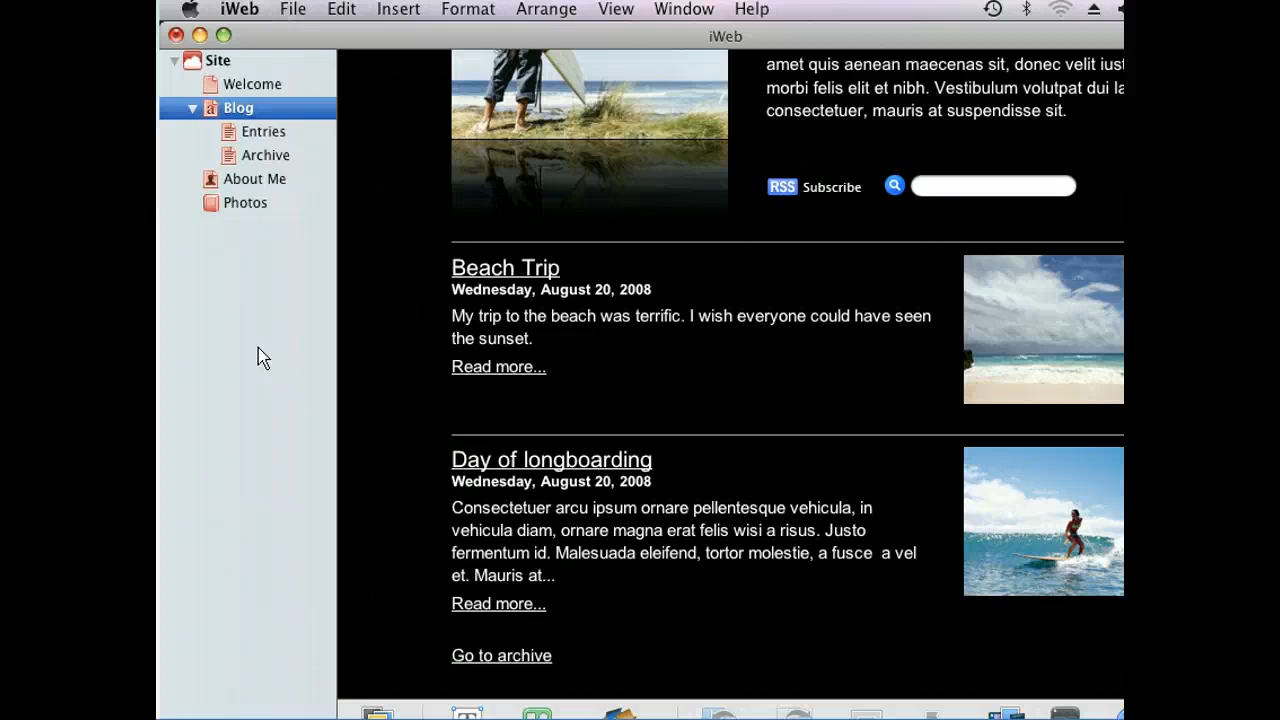 iWeb File Edit Insert Format Arrange View Window Help
iWeb
Site
Welcome
Blog
Entries
Archive
About Me
Photos
amet quis aenean maecenas sit, donec velit iust
morbi felis elit et nibh. Vestibulum volutpat dui la
consectetuer, mauris at suspendisse sit.
RSS Subscribe
Beach Trip
Wednesday, August 20, 2008
My trip to the beach was terrific. I wish everyone could have seen
the sunset.
Read more...
Day of longboarding
Wednesday, August 20, 2008
Consectetuer arcu ipsum ornare pellentesque vehicula, in
vehicula diam, ornare magna erat felis wisi a risus. Justo
fermentum id. Malesuada eleifend, tortor molestie, a fusce a vel
et. Mauris at...
Read more...
Go to archive